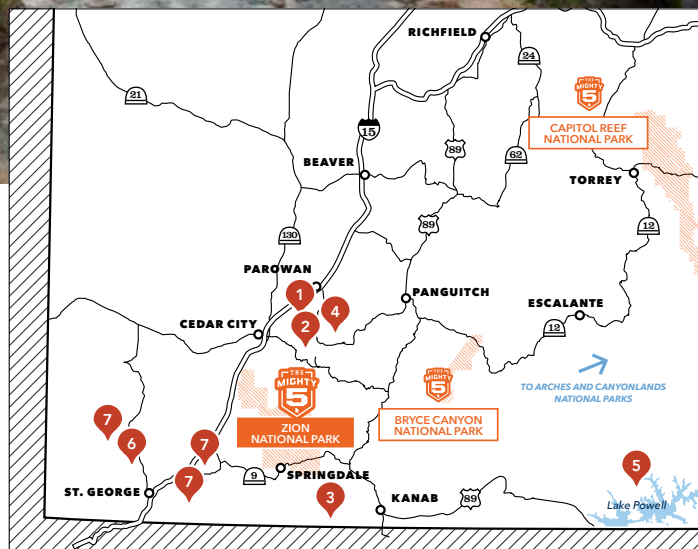 RICHFIELD
24
21
THE
MIGHTY
5
CAPITOL REEF
NATIONAL PARK
15
89
62
BEAVER
TORREY
12
89
130
PAROWAN
1
PANGUITCH
4
ESCALANTE
CEDAR CITY
2
12
THE
MIGHTY
5
THE
MIGHTY
5
TO ARCHES AND CANYONLANDS
NATIONAL PARKS
ZION
NATIONAL PARK
BRYCE CANYON
NATIONAL PARK
7
6
7
5
9
SPRINGDALE
7
ST. GEORGE
3
KANAB
89
Lake Powell